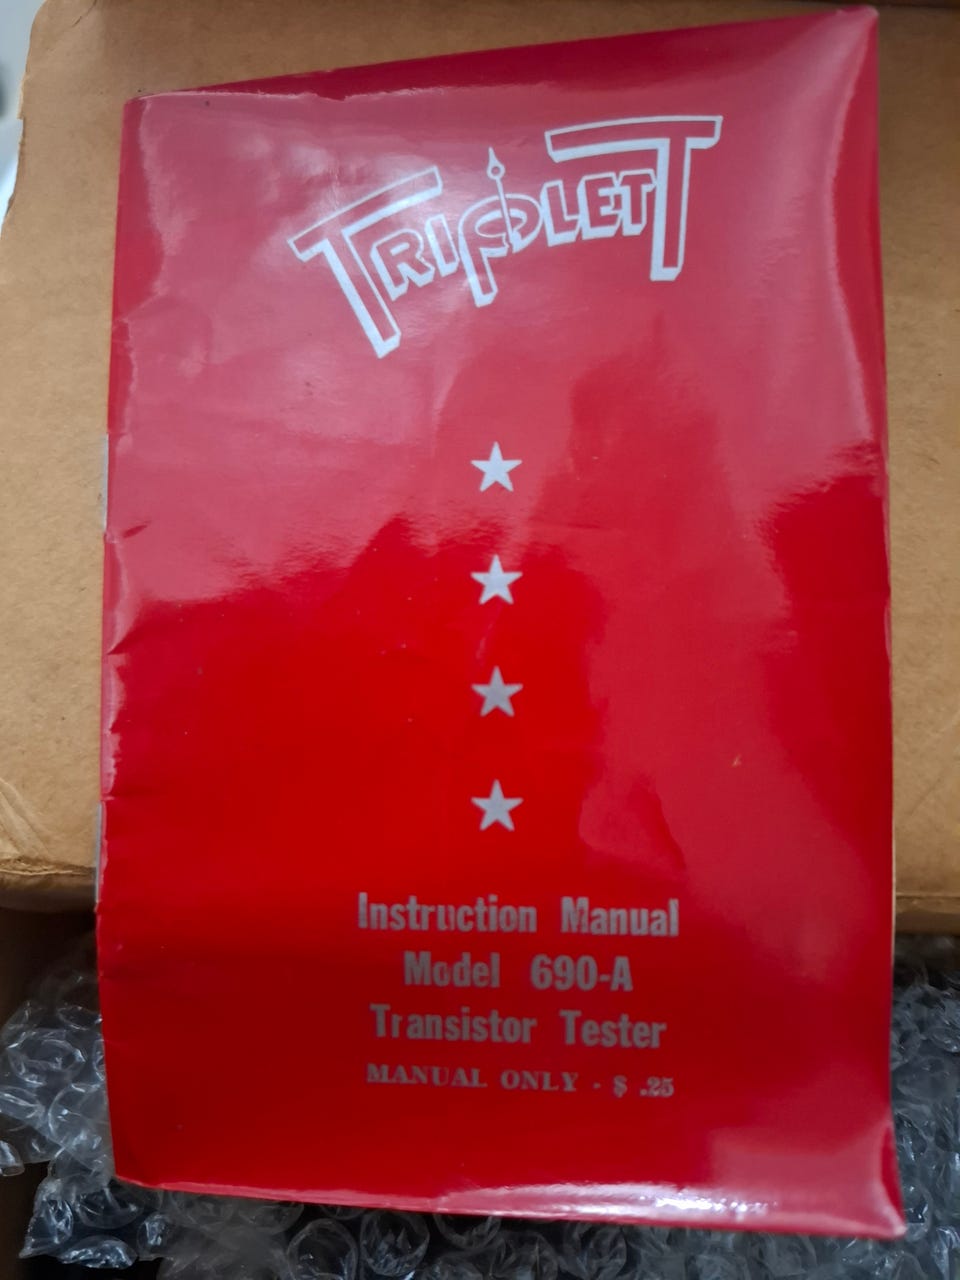 TRIPLETT
Instruction Manual
Model 690-A
Transistor Tester
MANUAL ONLY - $ .25